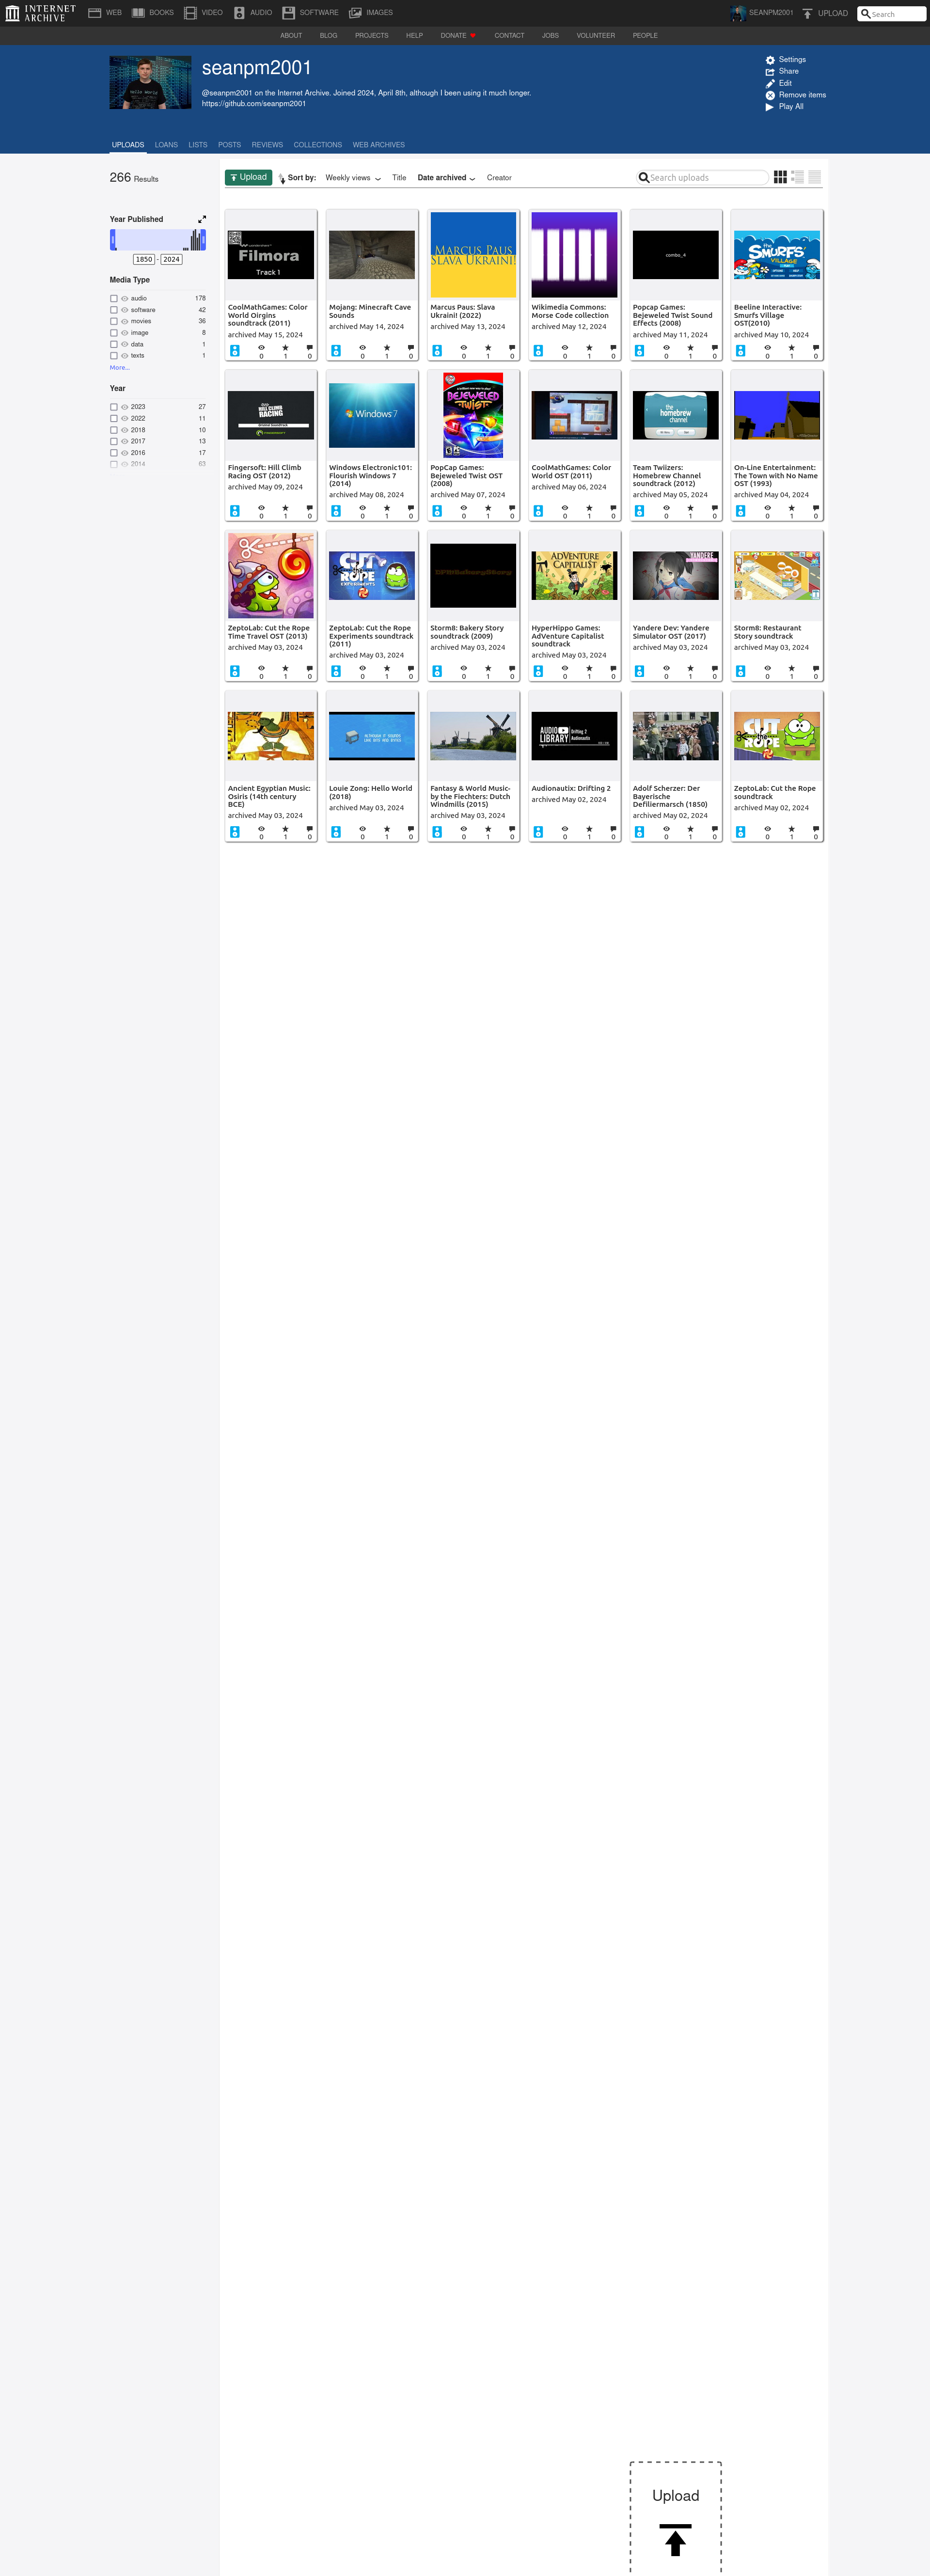 INTERNET ARCHIVE
WEB
BOOKS
VIDEO
AUDIO
SOFTWARE
IMAGES
SEANPM2001
UPLOAD
Search
ABOUT
BLOG
PROJECTS
HELP
DONATE
CONTACT
JOBS
VOLUNTEER
PEOPLE
Hello World
seanpm2001
@seanpm2001 on the Internet Archive. Joined 2024, April 8th, although I been using it much longer.
https://github.com/seanpm2001
Settings
Share
Edit
Remove items
Play All
UPLOADS
LOANS
LISTS
POSTS
REVIEWS
COLLECTIONS
WEB ARCHIVES
266 Results
Year Published
1850 - 2024
Media Type
audio 178
software 42
movies 36
image 8
data 1
texts 1
More...
Year
2023 27
2022 11
2018 10
2017 13
2016 17
2014 63
Upload
Sort by:
Weekly views
Title
Date archived
Creator
Search uploads
Filmora
Track 1
CoolMathGames: Color
World Oirgins
soundtrack (2011)
archived May 15, 2024
0 1 0
Mojang: Minecraft Cave
Sounds
archived May 14, 2024
0 1 0
MARCUS PAUS
SLAVA UKRAINI!
Marcus Paus: Slava
Ukraini! (2022)
archived May 13, 2024
0 1 0
Wikimedia Commons:
Morse Code collection
archived May 12, 2024
0 1 0
combo_4
Popcap Games:
Bejeweled Twist Sound
Effects (2008)
archived May 11, 2024
0 1 0
the
SMURFS'
VILLAGE
Beeline Interactive:
Smurfs Village
OST(2010)
archived May 10, 2024
0 1 0
HILL CLIMB
RACING
Original Soundtrack
Fingersoft: Hill Climb
Racing OST (2012)
archived May 09, 2024
0 1 0
Windows 7
Windows Electronic101:
Flourish Windows 7
(2014)
archived May 08, 2024
0 1 0
BEJEWELED
TWIST
PopCap Games:
Bejeweled Twist OST
(2008)
archived May 07, 2024
0 1 0
CoolMathGames: Color
World OST (2011)
archived May 06, 2024
0 1 0
the
homebrew
channel
Team Twiizers:
Homebrew Channel
soundtrack (2012)
archived May 05, 2024
0 1 0
On-Line Entertainment:
The Town with No Name
OST (1993)
archived May 04, 2024
0 1 0
ZeptoLab: Cut the Rope
Time Travel OST (2013)
archived May 03, 2024
0 1 0
CUT
the
ROPE
EXPERIMENTS
ZeptoLab: Cut the Rope
Experiments soundtrack
(2011)
archived May 03, 2024
0 1 0
Storm8: Bakery Story
soundtrack (2009)
archived May 03, 2024
0 1 0
ADVENTURE
CAPITALIST
HyperHippo Games:
AdVenture Capitalist
soundtrack
archived May 03, 2024
0 1 0
YANDERE
Yandere Dev: Yandere
Simulator OST (2017)
archived May 03, 2024
0 1 0
Storm8: Restaurant
Story soundtrack
archived May 03, 2024
0 1 0
Ancient Egyptian Music:
Osiris (14th century
BCE)
archived May 03, 2024
0 1 0
Louie Zong: Hello World
(2018)
archived May 03, 2024
0 1 0
Fantasy & World Music-
by the Fiechters: Dutch
Windmills (2015)
archived May 03, 2024
0 1 0
AUDIO
LIBRARY
Drifting 2
Audionautix
Audionautix: Drifting 2
archived May 02, 2024
0 1 0
Adolf Scherzer: Der
Bayerische
Defiliermarsch (1850)
archived May 02, 2024
0 1 0
CUT
the
ROPE
ZeptoLab: Cut the Rope
soundtrack
archived May 02, 2024
0 1 0
Upload